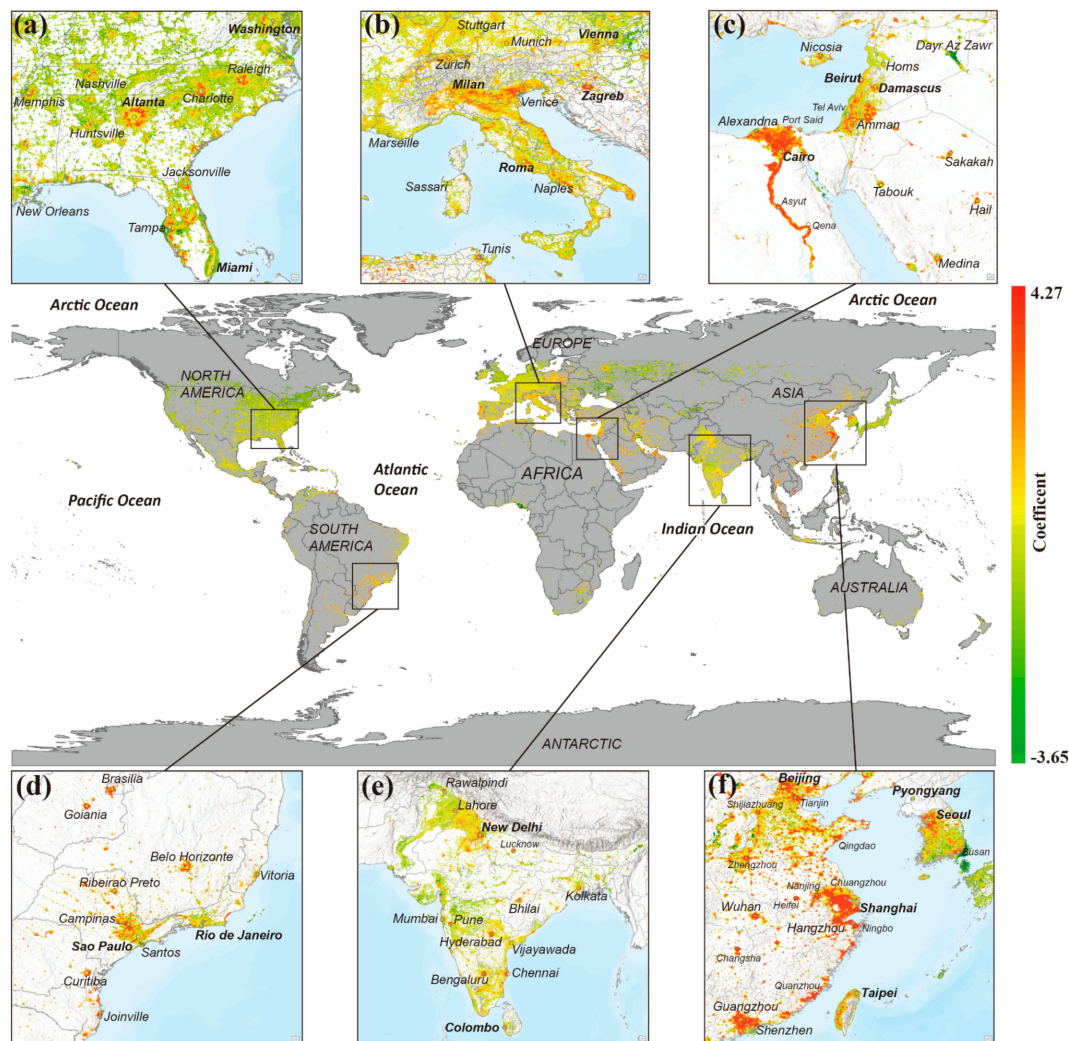 (a)
Washington
Nashville
Raleigh
Memphis
Altanta
Charlotte
Huntsville
Jacksonville
New Orleans
Tampa
Miami
(b)
Stuttgart
Munich
Vienna
Zurich
Milan
Zagreb
Venice
Marseille
Roma
Sassari
Naples
Tunis
(c)
Nicosia
Dayr Az Zawr
Homs
Beirut
Damascus
Tel Aviv
Alexandna
Port Said
Amman
Cairo
Sakakah
Tabouk
Asyut
Hail
Qena
Medina
Arctic Ocean
Arctic Ocean
EUROPE
NORTH
AMERICA
ASIA
Atlantic
Ocean
AFRICA
Pacific Ocean
Indian Ocean
SOUTH
AMERICA
AUSTRALIA
ANTARCTIC
4.27
Coefficent
-3.65
(d)
Brasilia
Goiania
Belo Horizonte
Ribeirao Preto
Vitoria
Campinas
Rio de Janeiro
Sao Paulo
Santos
Curitiba
Joinville
(e)
Rawalpindi
Lahore
New Delhi
Lucknow
Kolkata
Bhilai
Mumbai
Pune
Hyderabad
Vijayawada
Bengaluru
Chennai
Colombo
(f)
Beijing
Pyongyang
Shijiazhuang
Tianjin
Seoul
Qingdao
Busan
Zhengzhou
Nanjing
Chuangzhou
Wuhan
Heifei
Shanghai
Hangzhou
Ningbo
Changsha
Quanzhou
Taipei
Guangzhou
Shenzhen